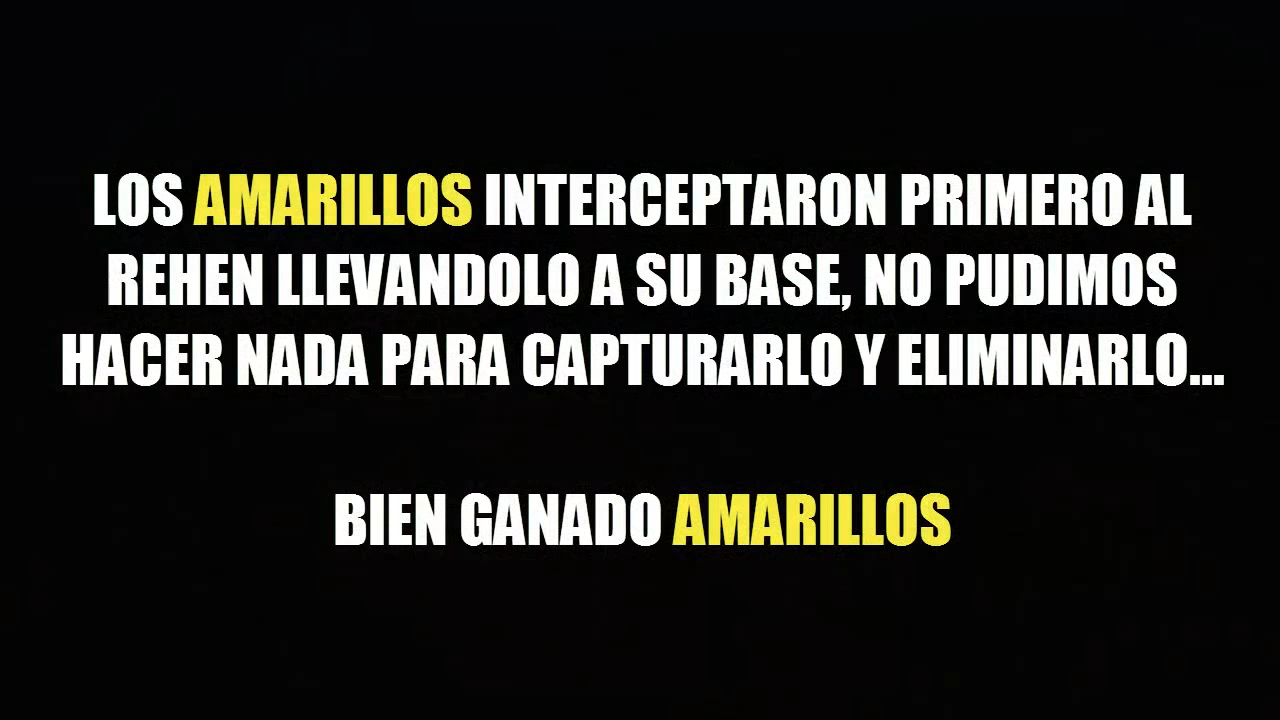 LOS AMARILLOS INTERCEPTARON PRIMERO AL
REHEN LLEVANDOLO A SU BASE, NO PUDIMOS
HACER NADA PARA CAPTURARLO Y ELIMINARLO...
BIEN GANADO AMARILLOS